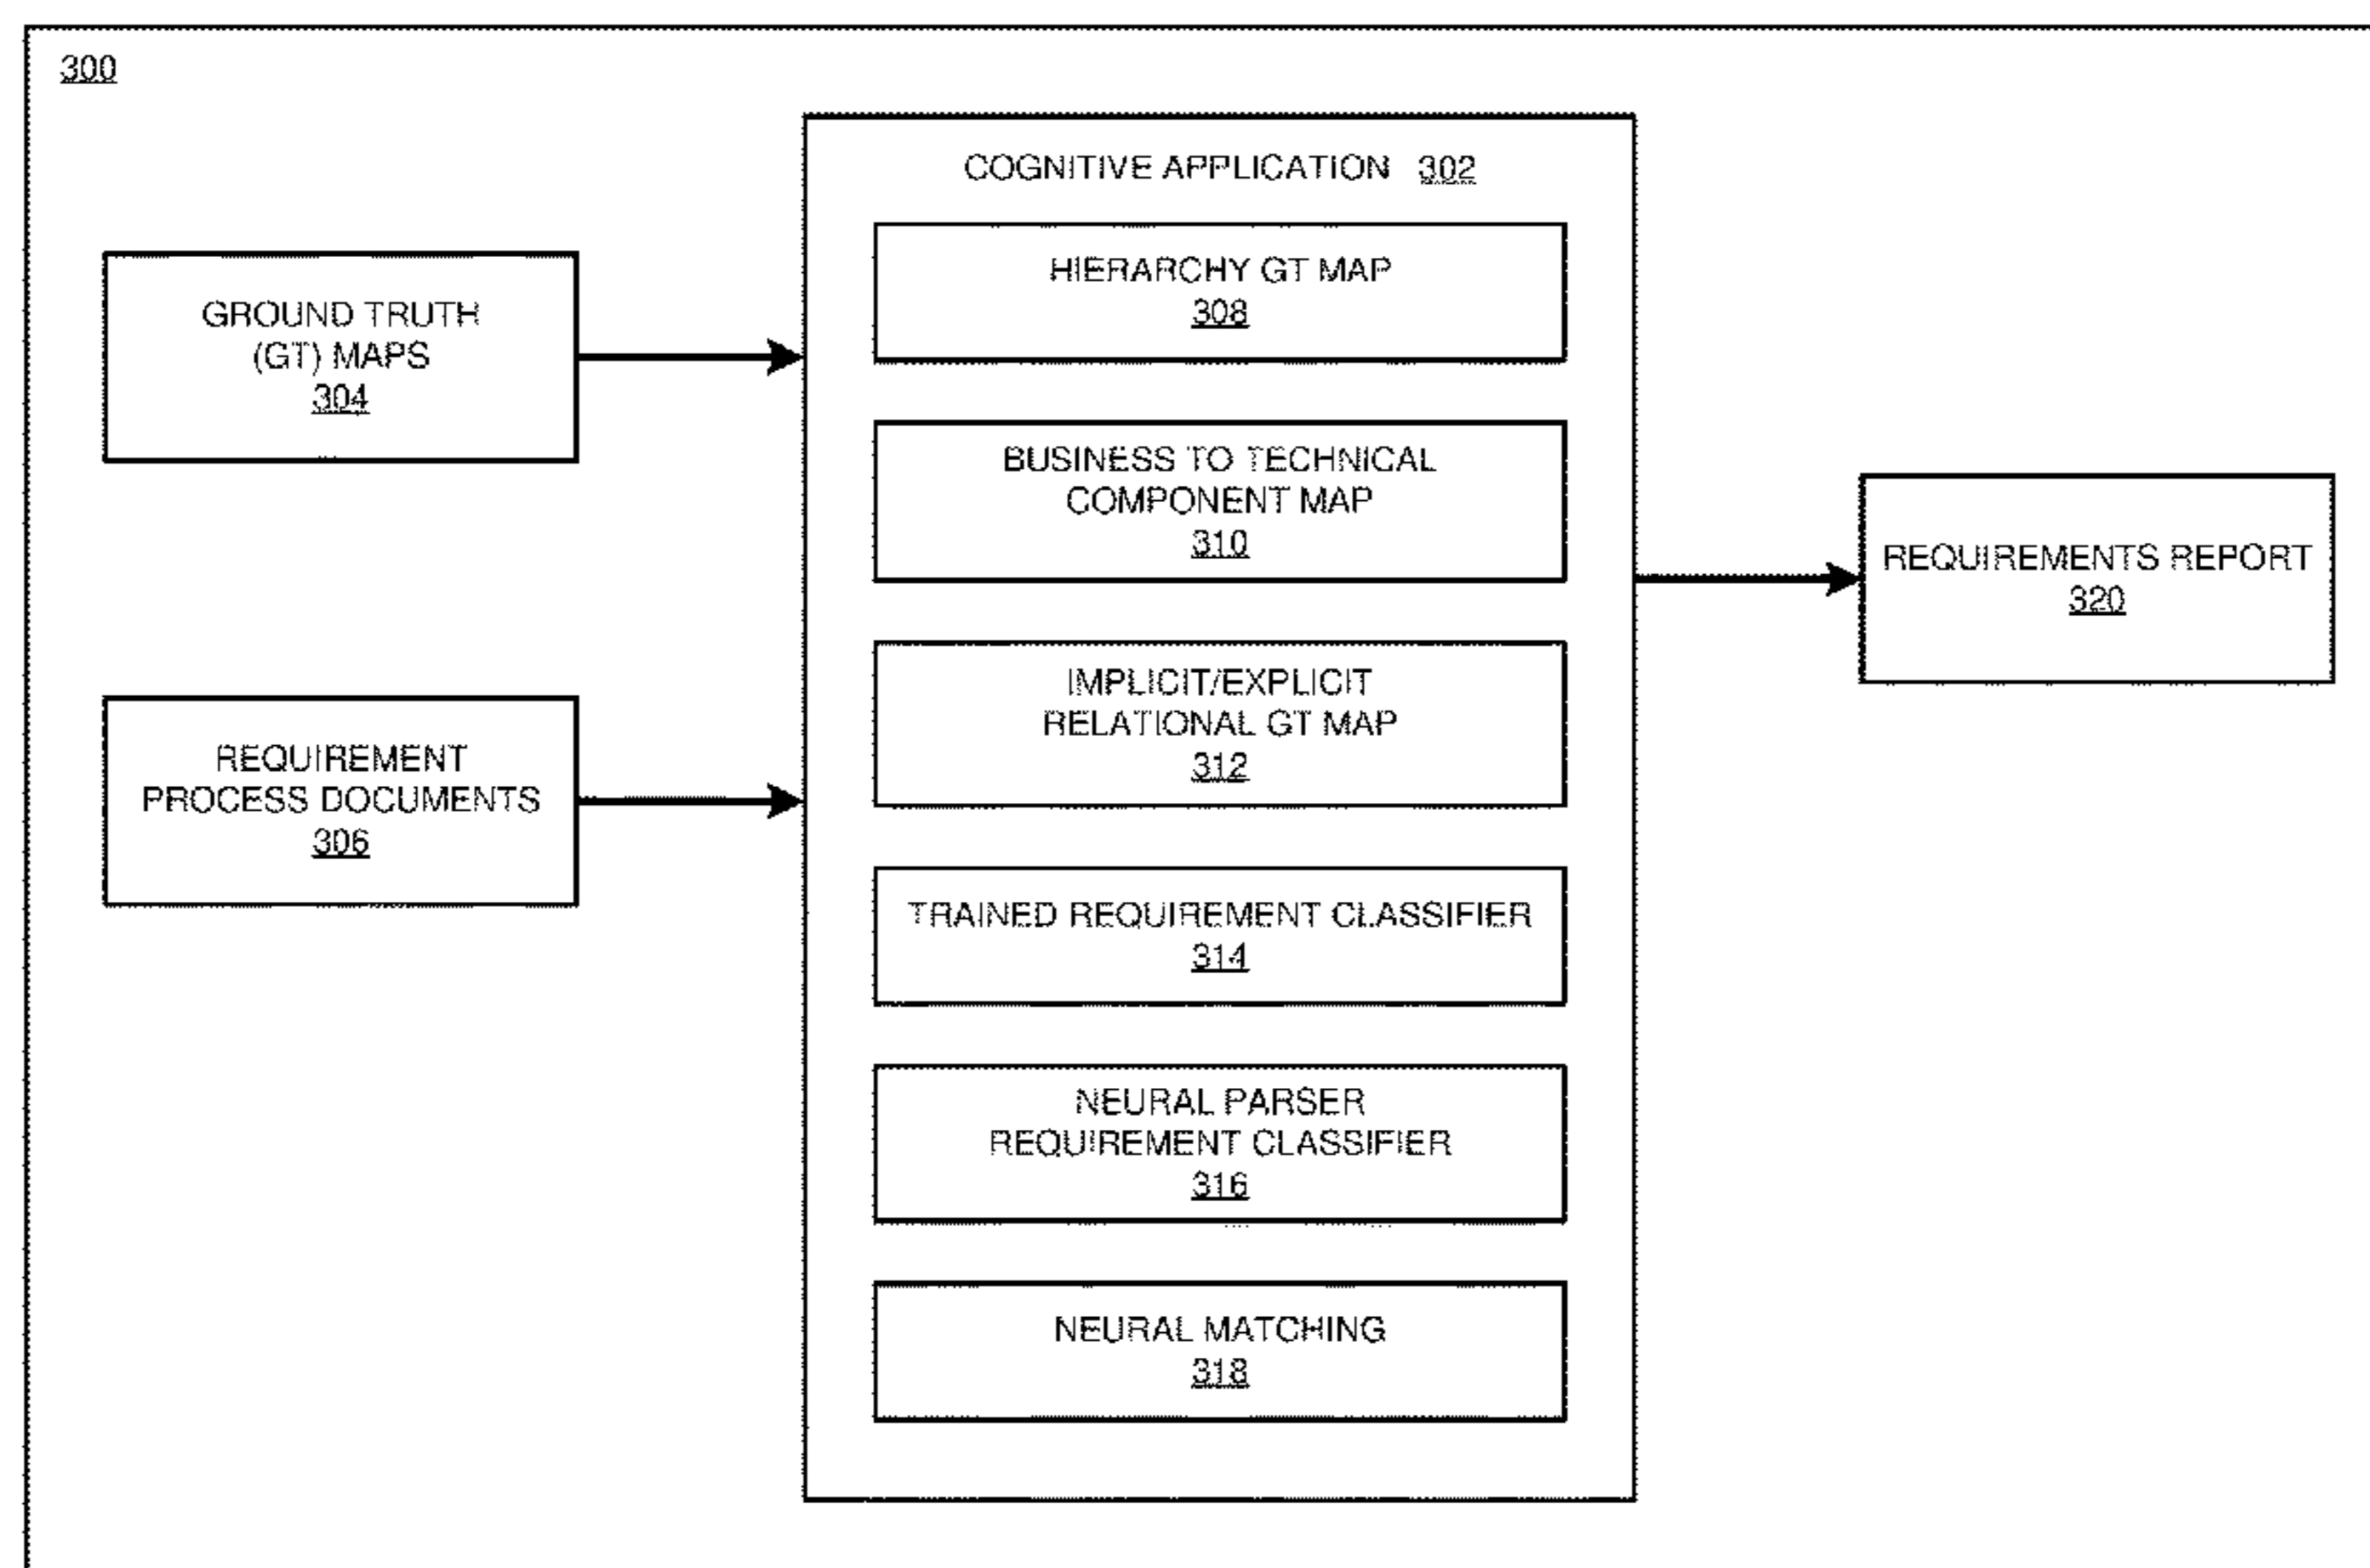 300
COGNITIVE APPLICATION 302
GROUND TRUTH
(GT) MAPS
304
REQUIREMENT
PROCESS DOCUMENTS
306
HIERARCHY GT MAP
308
BUSINESS TO TECHNICAL
COMPONENT MAP
310
IMPLICIT/EXPLICIT
RELATIONAL GT MAP
312
TRAINED REQUIREMENT CLASSIFIER
314
NEURAL PARSER
REQUIREMENT CLASSIFIER
316
NEURAL MATCHING
318
REQUIREMENTS REPORT
320